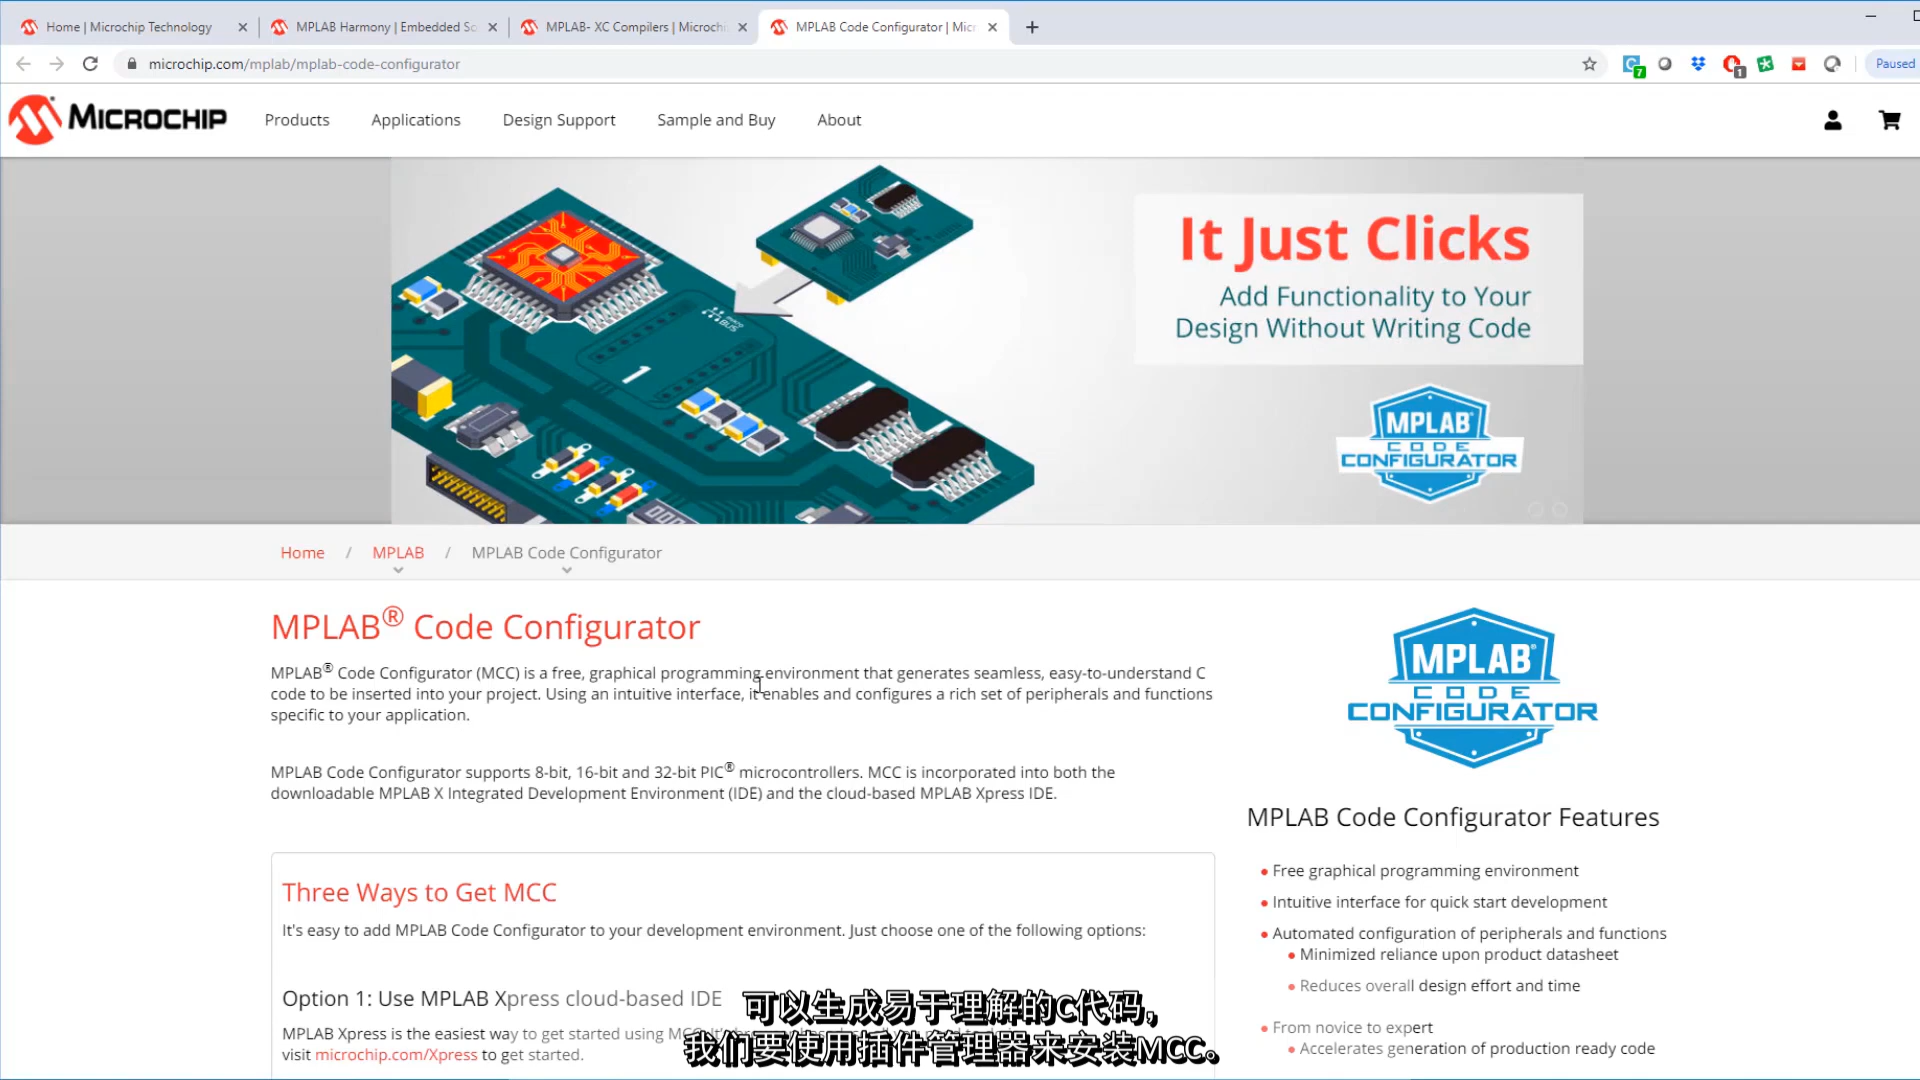 Home | Microchip Technology
MPLAB Harmony | Embedded So
MPLAB- XC Compilers | Microchi
MPLAB Code Configurator | Micr
microchip.com/mplab/mplab-code-configurator
7
1
Paused
MICROCHIP
Products
Applications
Design Support
Sample and Buy
About
It Just Clicks
Add Functionality to Your
Design Without Writing Code
BUS
1
MPLAB®
CODE
CONFIGURATOR
Home / MPLAB / MPLAB Code Configurator
MPLAB® Code Configurator
MPLAB® Code Configurator (MCC) is a free, graphical programming environment that generates seamless, easy-to-understand C
code to be inserted into your project. Using an intuitive interface, it enables and configures a rich set of peripherals and functions
specific to your application.
MPLAB Code Configurator supports 8-bit, 16-bit and 32-bit PIC® microcontrollers. MCC is incorporated into both the
downloadable MPLAB X Integrated Development Environment (IDE) and the cloud-based MPLAB Xpress IDE.
Three Ways to Get MCC
It's easy to add MPLAB Code Configurator to your development environment. Just choose one of the following options:
Option 1: Use MPLAB Xpress cloud-based IDE
MPLAB Xpress is the easiest way to get started using MCC.
visit microchip.com/Xpress to get started.
MPLAB®
CODE
CONFIGURATOR
MPLAB Code Configurator Features
Free graphical programming environment
Intuitive interface for quick start development
Automated configuration of peripherals and functions
Minimized reliance upon product datasheet
Reduces overall design effort and time
From novice to expert
Accelerates generation of production ready code
可以生成易于理解的C代码，
我们要使用插件管理器来安装MCC。